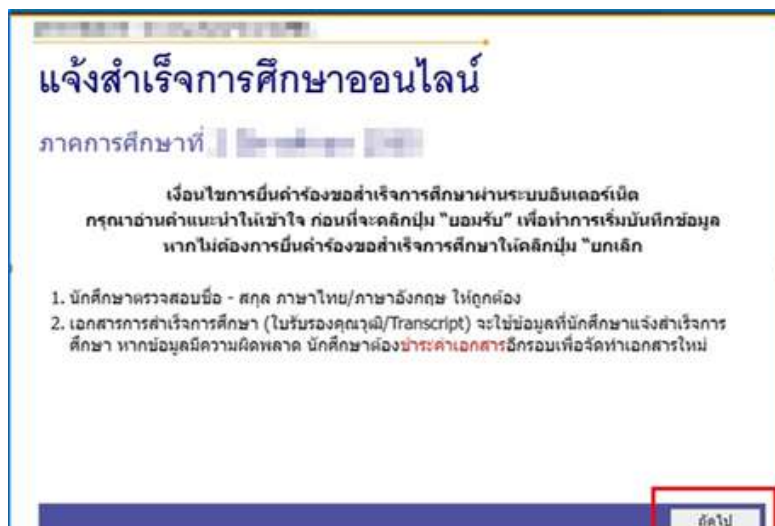 แจ้งสำเร็จการศึกษาออนไลน์
ภาคการศึกษาที่
เงื่อนไขการยื่นคำร้องขอสำเร็จการศึกษาผ่านระบบอินเตอร์เน็ต
กรุณาอ่านคำแนะนำให้เข้าใจ ก่อนที่จะคลิกปุ่ม "ยอมรับ" เพื่อทำการเริ่มบันทึกข้อมูล
หากไม่ต้องการยื่นคำร้องขอสำเร็จการศึกษาให้คลิกปุ่ม "ยกเลิก
1. นักศึกษาตรวจสอบชื่อ - สกุล ภาษาไทย/ภาษาอังกฤษ ให้ถูกต้อง
2. เอกสารการสำเร็จการศึกษา (ใบรับรองคุณวุฒิ/Transcript) จะใช้ข้อมูลที่นักศึกษาแจ้งสำเร็จการ
ศึกษา หากข้อมูลมีความผิดพลาด นักศึกษาต้องชำระค่าเอกสารอีกรอบเพื่อจัดทำเอกสารใหม่
ถัดไป